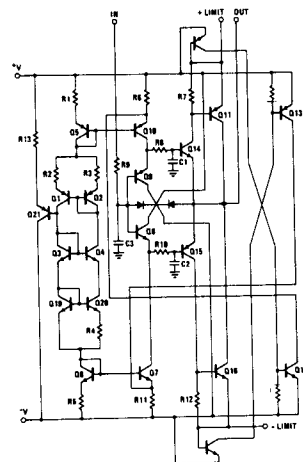 IN
+ LIMIT
OUT
+V
R1
R6
R7
Q11
Q13
R13
Q5
Q10
R8
Q14
C1
R2
R3
R9
Q9
Q1
Q2
Q21
Q3
Q4
C3
Q8
R10
Q15
C2
Q19
Q20
R4
Q6
Q7
R12
Q16
R5
R11
-V
- LIMIT